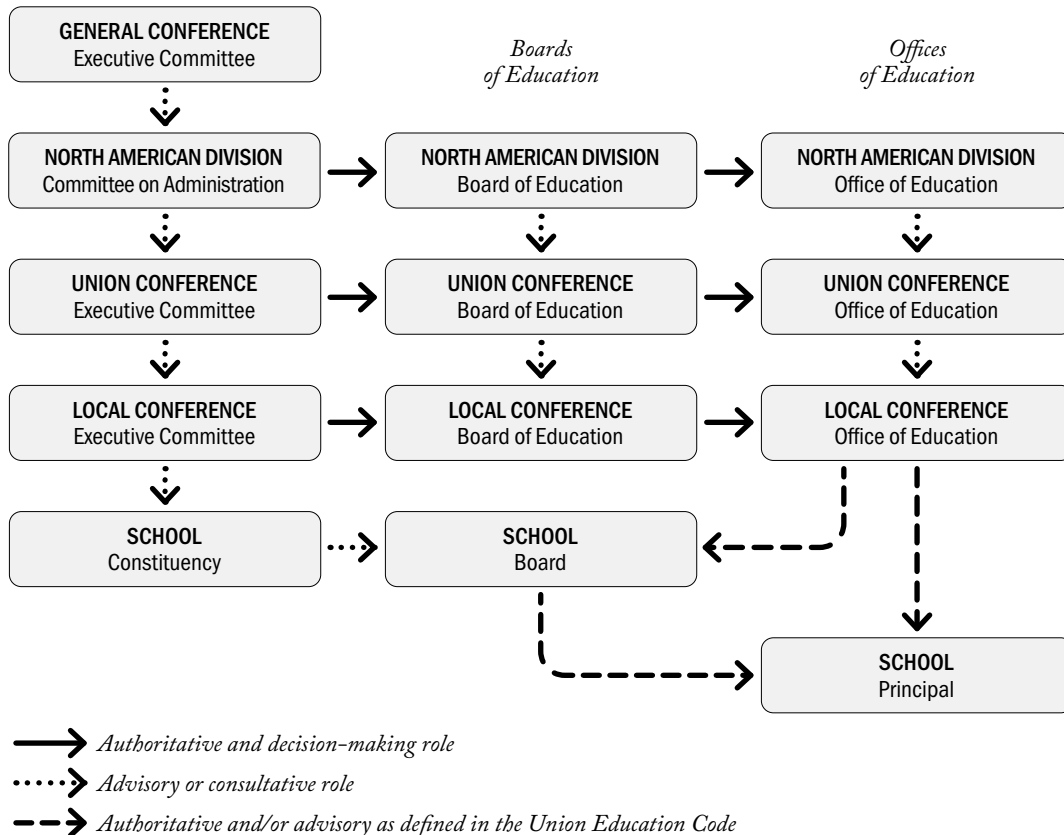 GENERAL CONFERENCE
Executive Committee
Boards
of Education
Offices
of Education
NORTH AMERICAN DIVISION
Committee on Administration
NORTH AMERICAN DIVISION
Board of Education
NORTH AMERICAN DIVISION
Office of Education
UNION CONFERENCE
Executive Committee
UNION CONFERENCE
Board of Education
UNION CONFERENCE
Office of Education
LOCAL CONFERENCE
Executive Committee
LOCAL CONFERENCE
Board of Education
LOCAL CONFERENCE
Office of Education
SCHOOL
Constituency
SCHOOL
Board
SCHOOL
Principal
Authoritative and decision-making role
Advisory or consultative role
Authoritative and/or advisory as defined in the Union Education Code